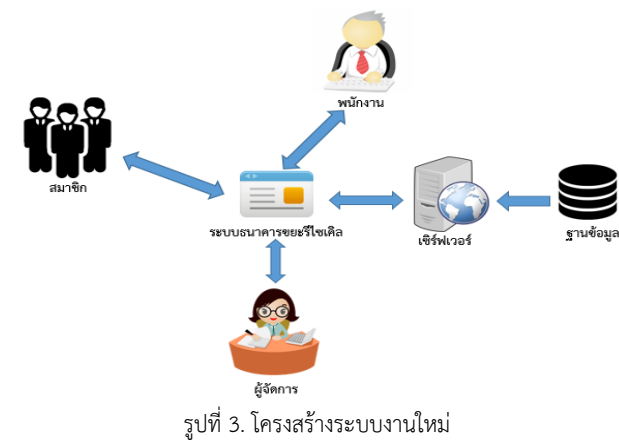 พนักงาน
สมาชิก
ระบบธนาคารขยะรีไซเคิล
เซิร์ฟเวอร์
ฐานข้อมูล
ผู้จัดการ
รูปที่ 3. โครงสร้างระบบงานใหม่